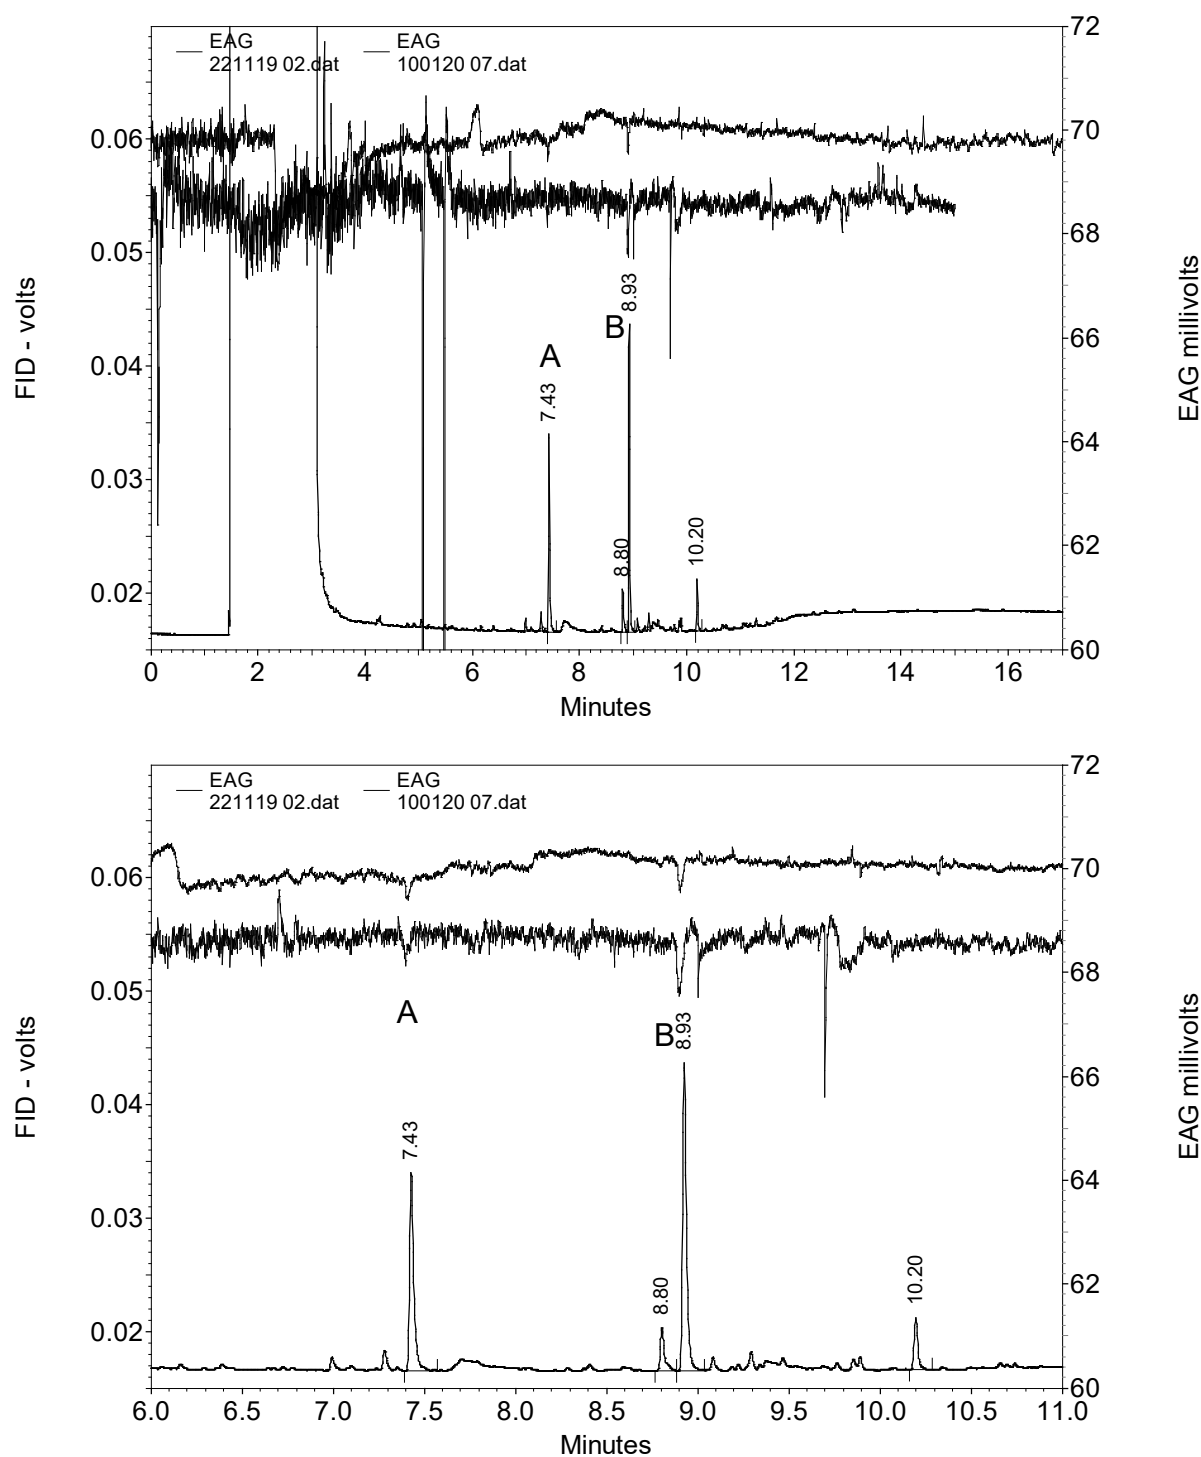 EAG EAG
221119 02.dat 100120 07.dat
72
70
68
66
64
62
60
EAG millivolts
0.06
0.05
0.04
0.03
0.02
FID - volts
A
7.43
B
8.93
8.80
10.20
0 2 4 6 8 10 12 14 16
Minutes
EAG EAG
221119 02.dat 100120 07.dat
72
70
68
66
64
62
60
EAG millivolts
0.06
0.05
0.04
0.03
0.02
FID - volts
A
7.43
B
8.93
8.80
10.20
6.0 6.5 7.0 7.5 8.0 8.5 9.0 9.5 10.0 10.5 11.0
Minutes